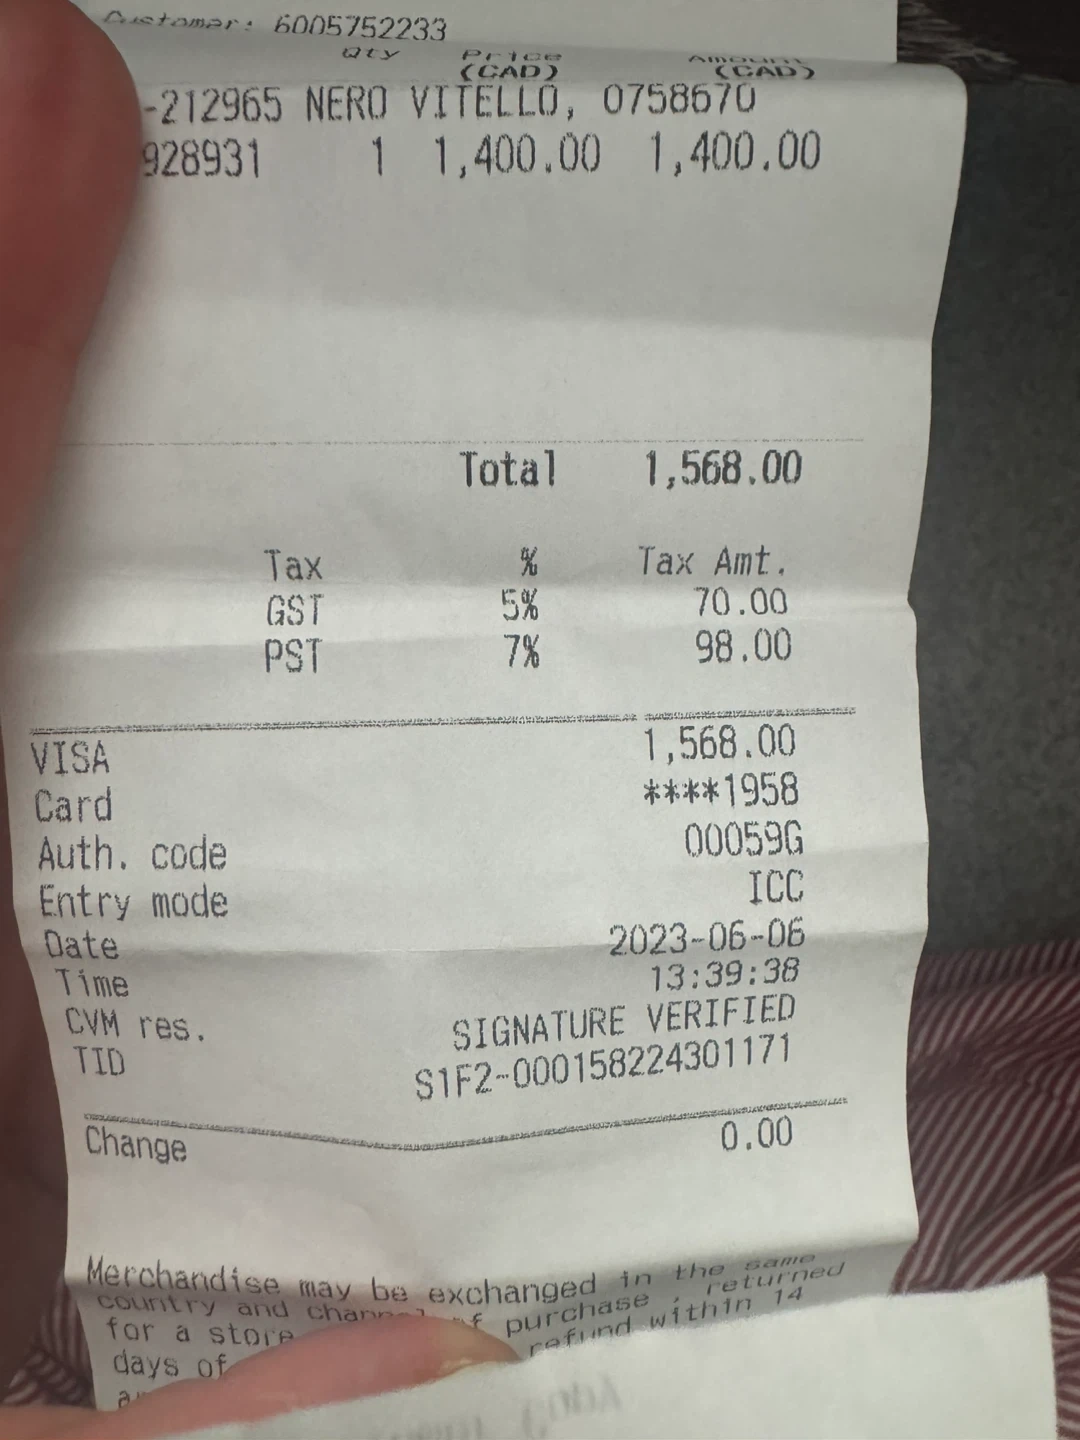 Customer: 6005752233
Qty Price Amount
(CAD) (CAD)
-212965 NERO VITELLO, 0758670
928931 1 1,400.00 1,400.00
Total 1,568.00
Tax % Tax Amt.
GST 5% 70.00
PST 7% 98.00
VISA 1,568.00
Card ****1958
Auth. code 00059G
Entry mode ICC
Date 2023-06-06
Time 13:39:38
CVM res. SIGNATURE VERIFIED
TID S1F2-000158224301171
Change 0.00
Merchandise may be exchanged in the same
country and channel of purchase , returned
for a store refund within 14
days of